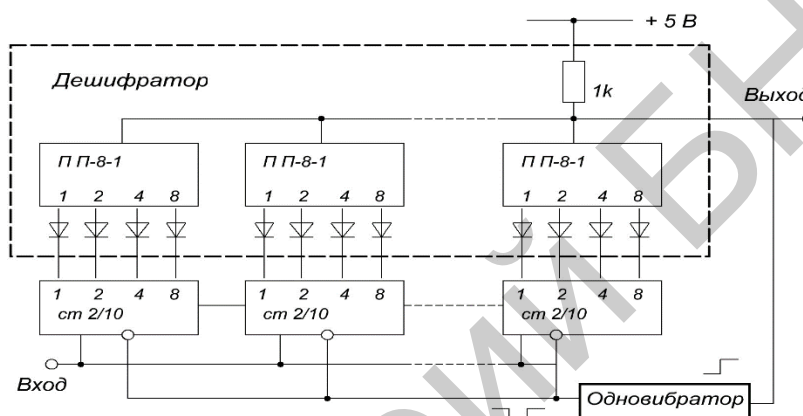 + 5 В
Дешифратор
1k
Выход
П П-8-1 П П-8-1 П П-8-1
1 2 4 8 1 2 4 8 1 2 4 8
1 2 4 8 1 2 4 8 1 2 4 8
ст 2/10 ст 2/10 ст 2/10
Вход
Одновибратор